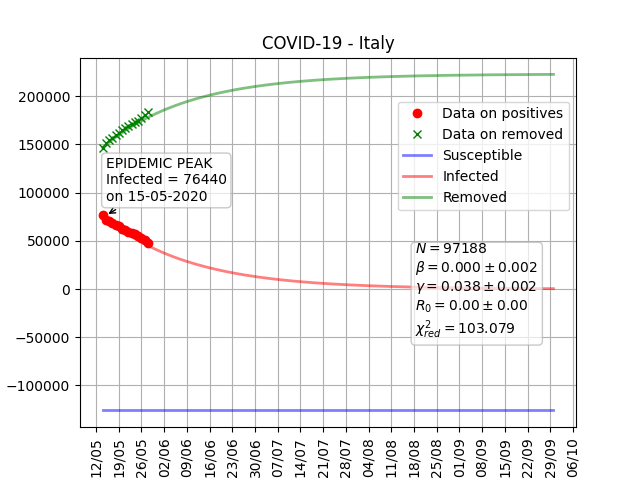 COVID-19 - Italy
200000
150000
100000
50000
0
−50000
−100000
EPIDEMIC PEAK
Infected = 76440
on 15-05-2020
Data on positives
Data on removed
Susceptible
Infected
Removed
N = 97188
β = 0.000 ± 0.002
γ = 0.038 ± 0.002
R₀ = 0.00 ± 0.00
χ²red = 103.079
12/05
19/05
26/05
02/06
09/06
16/06
23/06
30/06
07/07
14/07
21/07
28/07
04/08
11/08
18/08
25/08
01/09
08/09
15/09
22/09
29/09
06/10